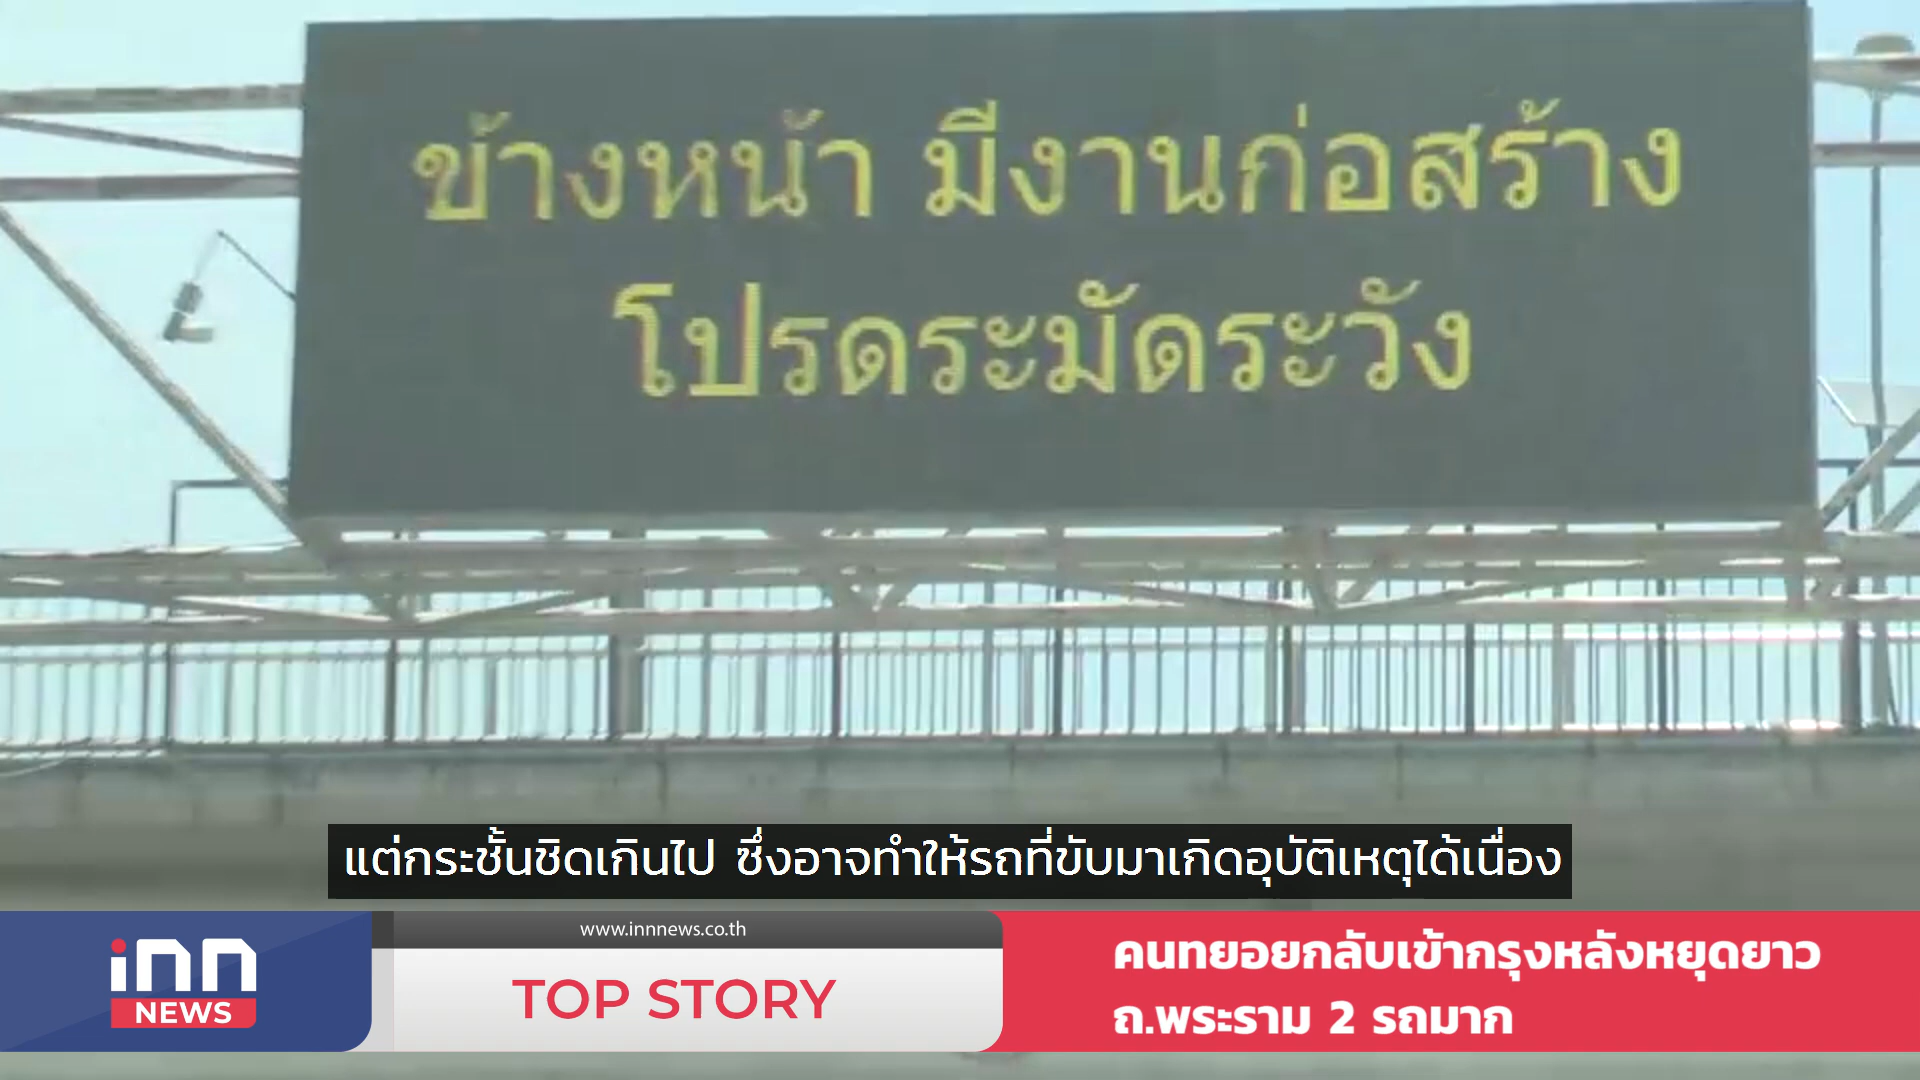 ข้างหน้า มีงานก่อสร้าง
โปรดระมัดระวัง
แต่กระชั้นชิดเกินไป ซึ่งอาจทำให้รถที่ขับมาเกิดอุบัติเหตุได้เนื่อง
www.innnews.co.th
inn
NEWS
TOP STORY
คนทยอยกลับเข้ากรุงหลังหยุดยาว
ถ.พระราม 2 รถมาก